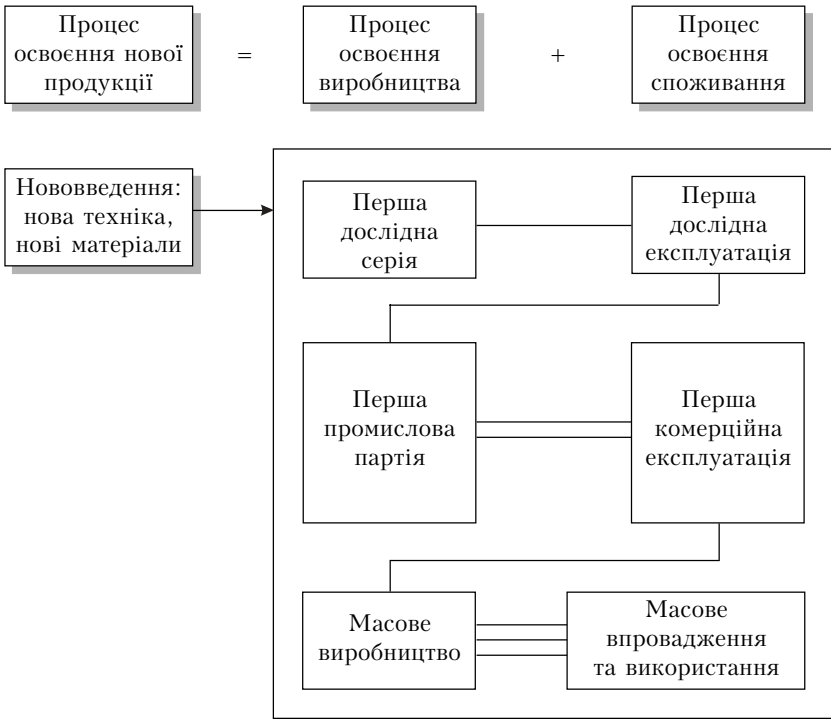 Процес
освоєння нової
продукції
=
Процес
освоєння
виробництва
+
Процес
освоєння
споживання
Нововведення:
нова техніка,
нові матеріали
Перша
дослідна
серія
Перша
дослідна
експлуатація
Перша
промислова
партія
Перша
комерційна
експлуатація
Масове
виробництво
Масове
впровадження
та використання